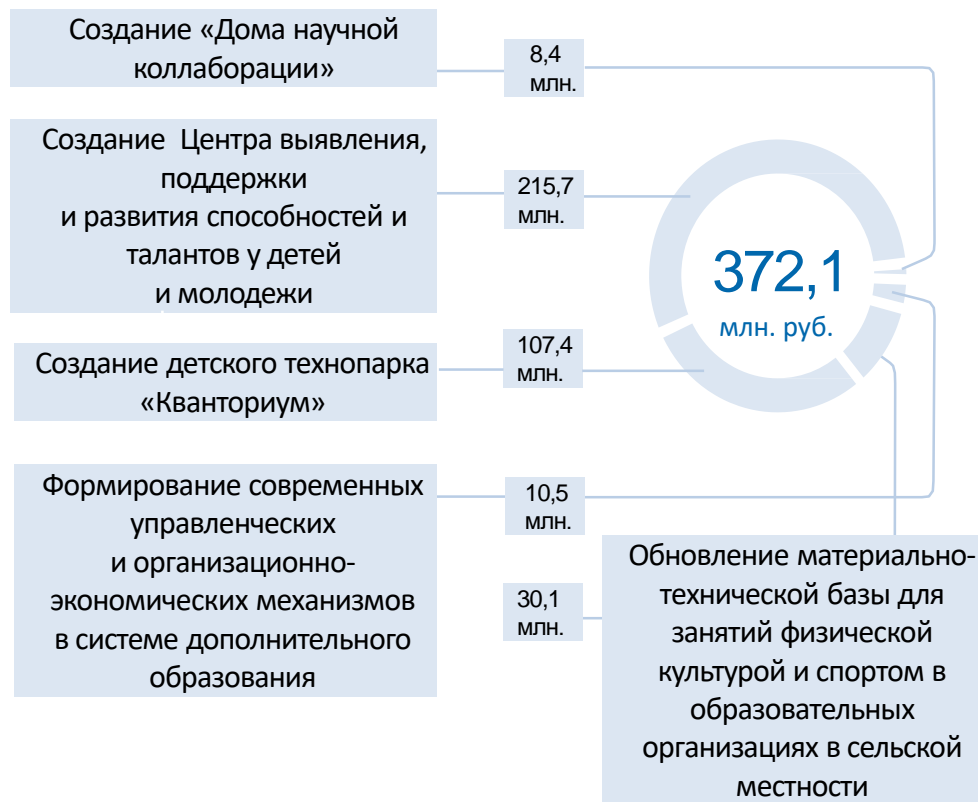 Создание «Дома научной
коллаборации»
8,4
млн.
Создание Центра выявления,
поддержки
и развития способностей и
талантов у детей
и молодежи
215,7
млн.
372,1
млн. руб.
Создание детского технопарка
«Кванториум»
107,4
млн.
Формирование современных
управленческих
и организационно-
экономических механизмов
в системе дополнительного
образования
10,5
млн.
30,1
млн.
Обновление материально-
технической базы для
занятий физической
культурой и спортом в
образовательных
организациях в сельской
местности